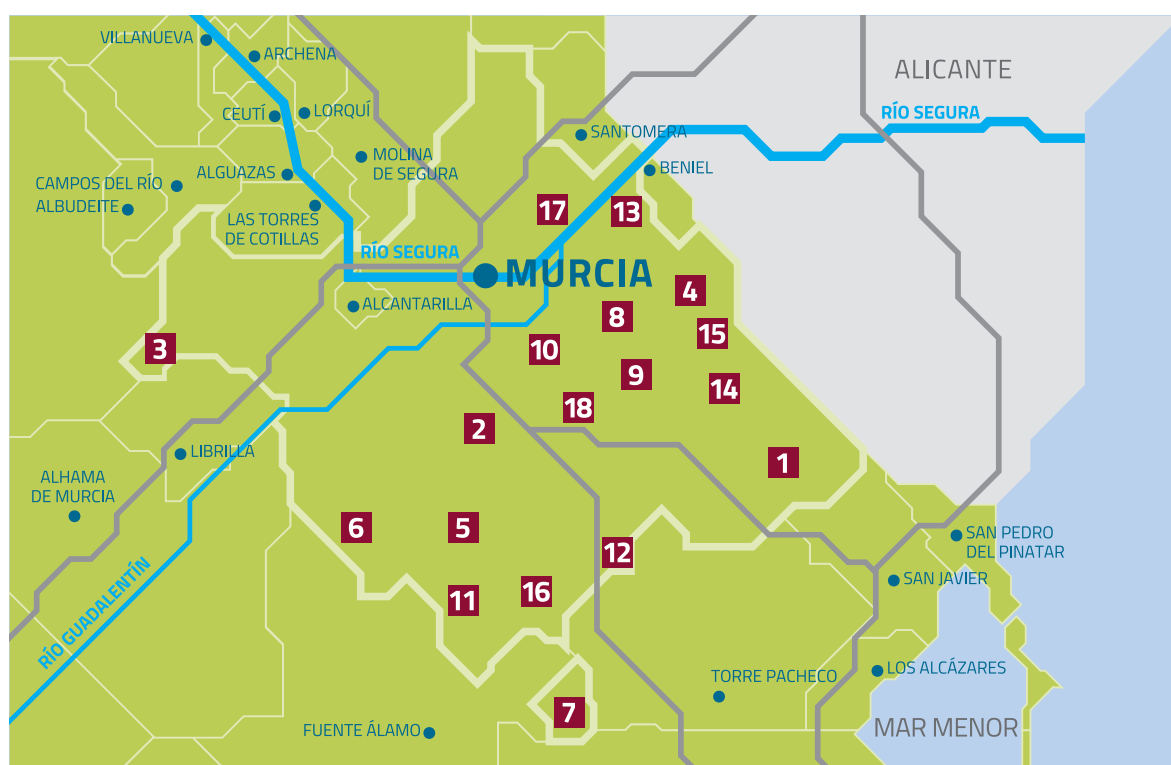 VILLANUEVA
ARCHENA
ALICANTE
CEUTÍ
LORQUÍ
RÍO SEGURA
SANTOMERA
MOLINA
DE SEGURA
ALGUAZAS
BENIEL
CAMPOS DEL RÍO
ALBUDEITE
LAS TORRES
DE COTILLAS
17
13
RÍO SEGURA
MURCIA
4
ALCANTARILLA
8
15
3
10
9
14
18
2
LIBRILLA
1
ALHAMA
DE MURCIA
6
5
SAN PEDRO
DEL PINATAR
12
SAN JAVIER
16
11
RÍO GUADALENTÍN
LOS ALCÁZARES
TORRE PACHECO
7
MAR MENOR
FUENTE ÁLAMO